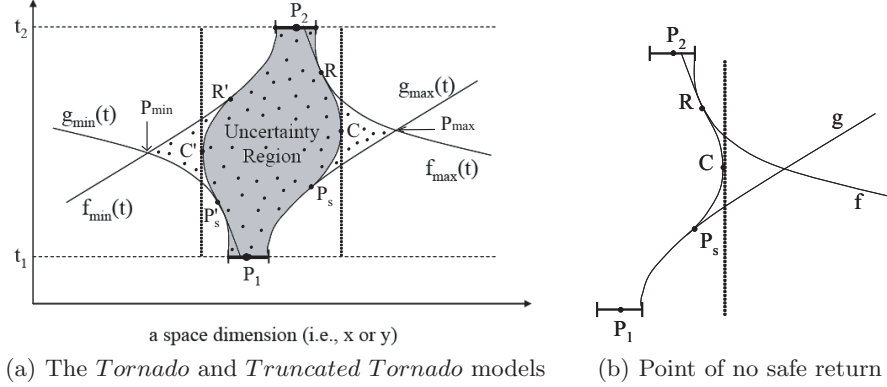 t2
P2
R'
R
gmin(t)
Pmin
gmax(t)
Uncertainty
Region
C'
C
Pmax
fmin(t)
fmax(t)
P's
Ps
t1
P1
a space dimension (i.e., x or y)
(a) The Tornado and Truncated Tornado models
P2
R
g
C
f
Ps
P1
(b) Point of no safe return